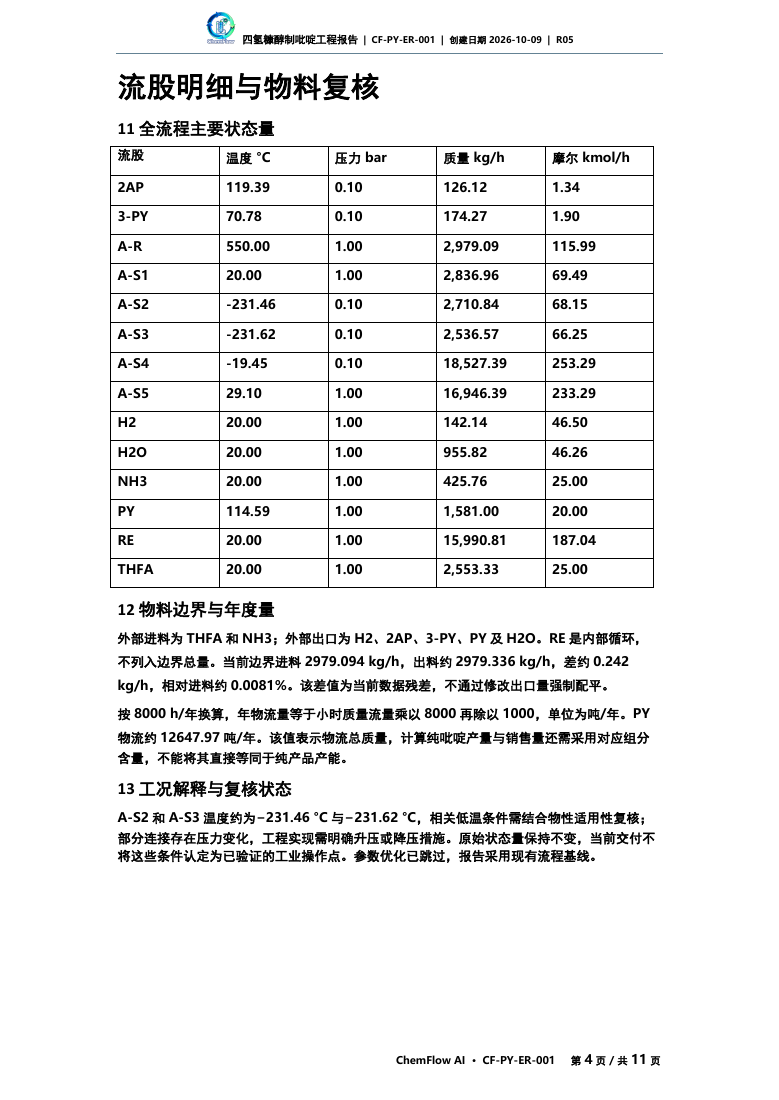 ChemFlow
四氢糠醇制吡啶工程报告 | CF-PY-ER-001 | 创建日期 2026-10-09 | R05
流股明细与物料复核
11 全流程主要状态量
流股 温度 °C 压力 bar 质量 kg/h 摩尔 kmol/h
2AP 119.39 0.10 126.12 1.34
3-PY 70.78 0.10 174.27 1.90
A-R 550.00 1.00 2,979.09 115.99
A-S1 20.00 1.00 2,836.96 69.49
A-S2 -231.46 0.10 2,710.84 68.15
A-S3 -231.62 0.10 2,536.57 66.25
A-S4 -19.45 0.10 18,527.39 253.29
A-S5 29.10 1.00 16,946.39 233.29
H2 20.00 1.00 142.14 46.50
H2O 20.00 1.00 955.82 46.26
NH3 20.00 1.00 425.76 25.00
PY 114.59 1.00 1,581.00 20.00
RE 20.00 1.00 15,990.81 187.04
THFA 20.00 1.00 2,553.33 25.00
12 物料边界与年度量
外部进料为 THFA 和 NH3；外部出口为 H2、2AP、3-PY、PY 及 H2O。RE 是内部循环，
不列入边界总量。当前边界进料 2979.094 kg/h，出料约 2979.336 kg/h，差约 0.242
kg/h，相对进料约 0.0081%。该差值为当前数据残差，不通过修改出口量强制配平。
按 8000 h/年换算，年物流量等于小时质量流量乘以 8000 再除以 1000，单位为吨/年。PY
物流约 12647.97 吨/年。该值表示物流总质量，计算纯吡啶产量与销售量还需采用对应组分
含量，不能将其直接等同于纯产品产能。
13 工况解释与复核状态
A-S2 和 A-S3 温度约为−231.46 °C 与−231.62 °C，相关低温条件需结合物性适用性复核；
部分连接存在压力变化，工程实现需明确升压或降压措施。原始状态量保持不变，当前交付不
将这些条件认定为已验证的工业操作点。参数优化已跳过，报告采用现有流程基线。
ChemFlow AI · CF-PY-ER-001 第 4 页 / 共 11 页